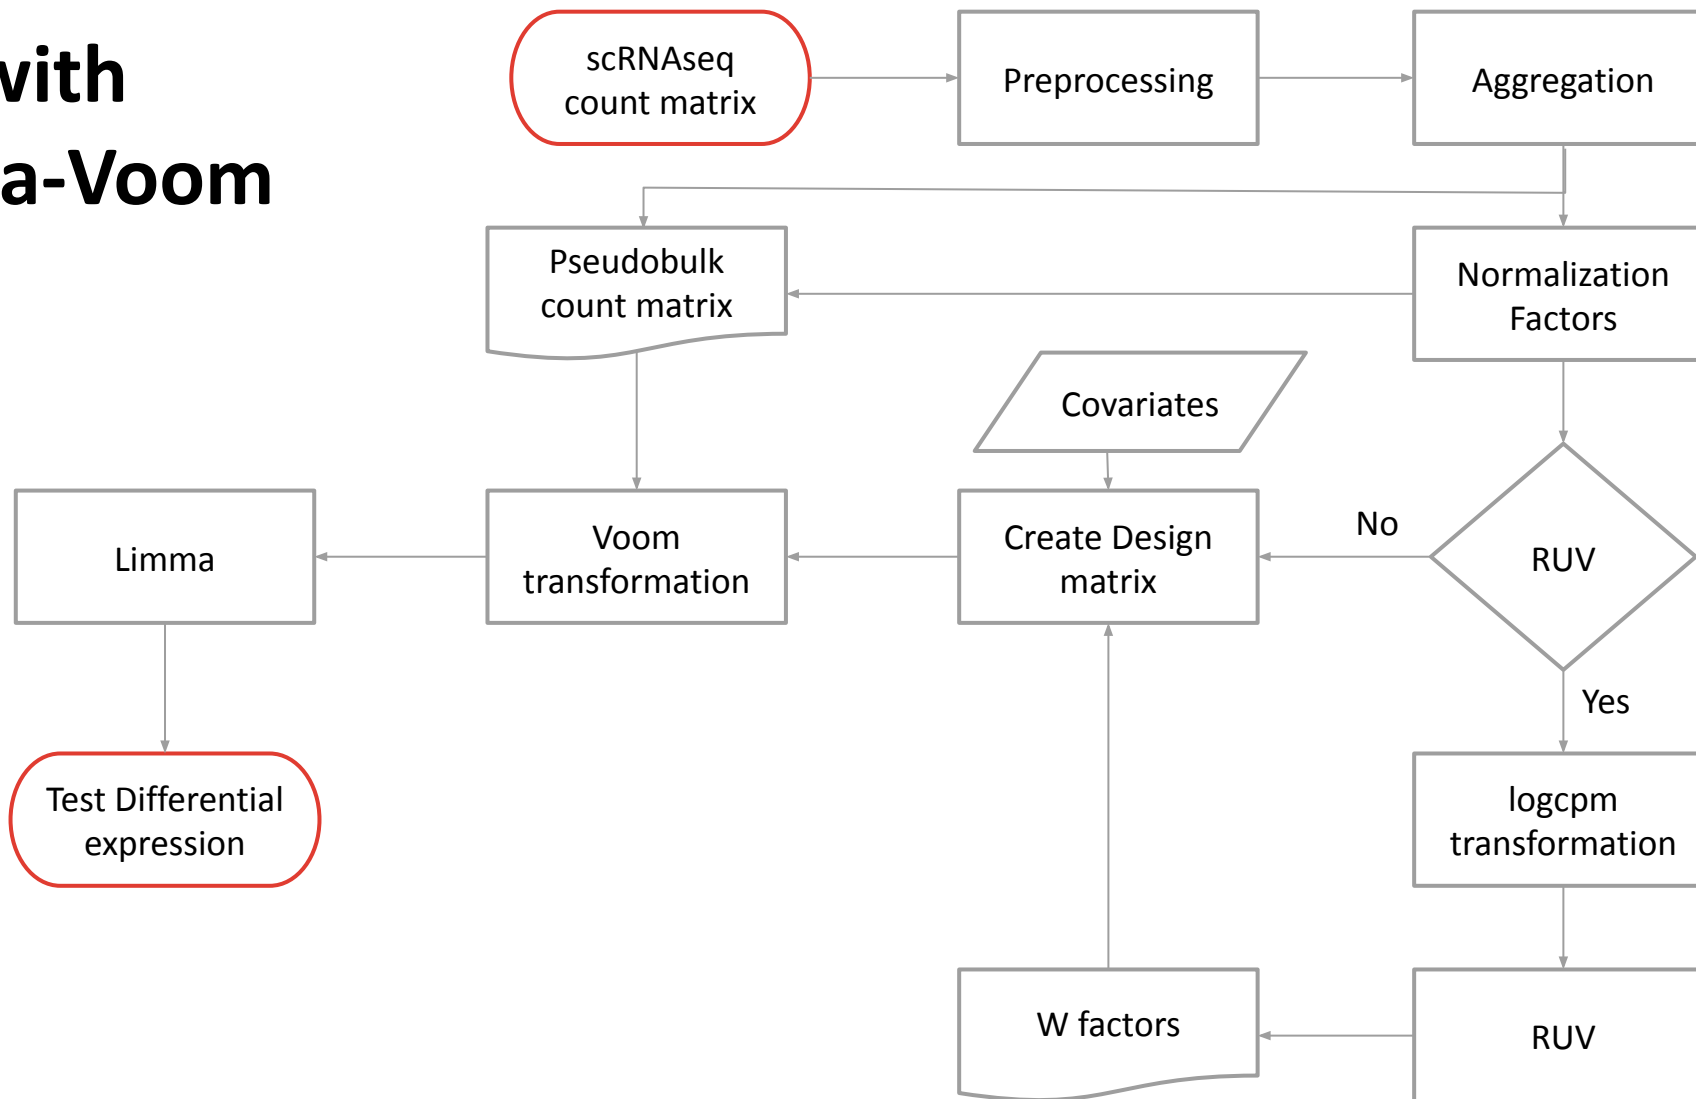 with
a-Voom
scRNAseq
count matrix
Preprocessing
Aggregation
Pseudobulk
count matrix
Normalization
Factors
Covariates
Limma
Voom
transformation
Create Design
matrix
No
RUV
Yes
Test Differential
expression
logcpm
transformation
W factors
RUV